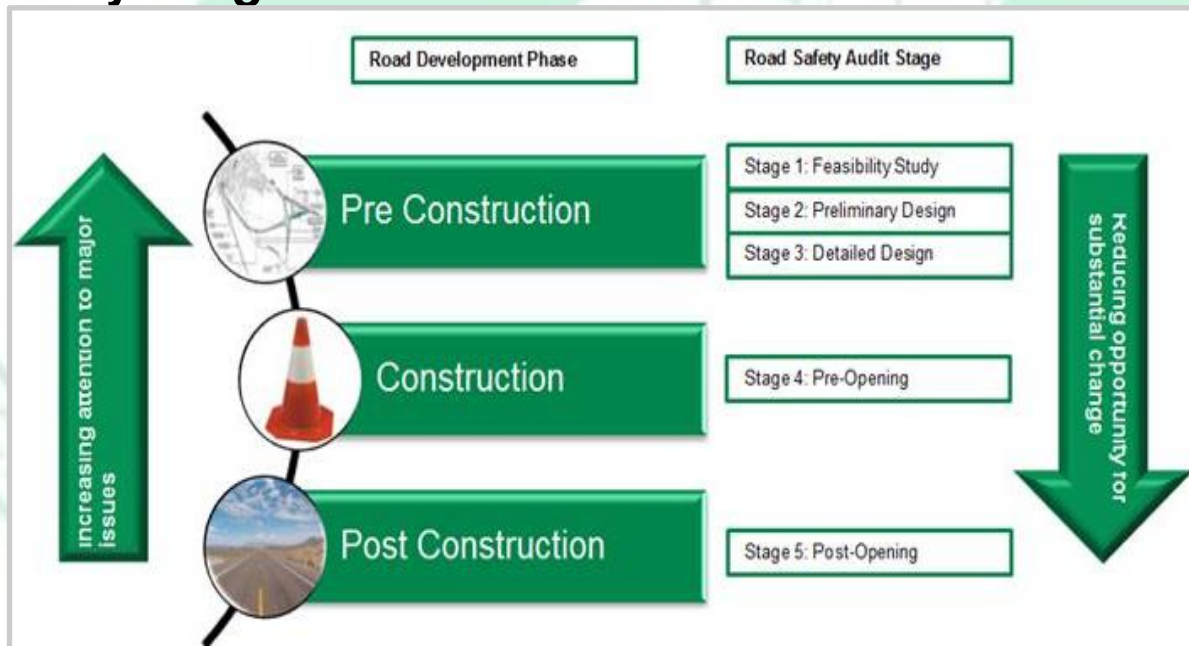 Road Development Phase
Road Safety Audit Stage
Increasing attention to major
issues
Pre Construction
Stage 1: Feasibility Study
Stage 2: Preliminary Design
Stage 3: Detailed Design
Construction
Stage 4: Pre-Opening
Post Construction
Stage 5: Post-Opening
Reducing opportunity for
substantial change